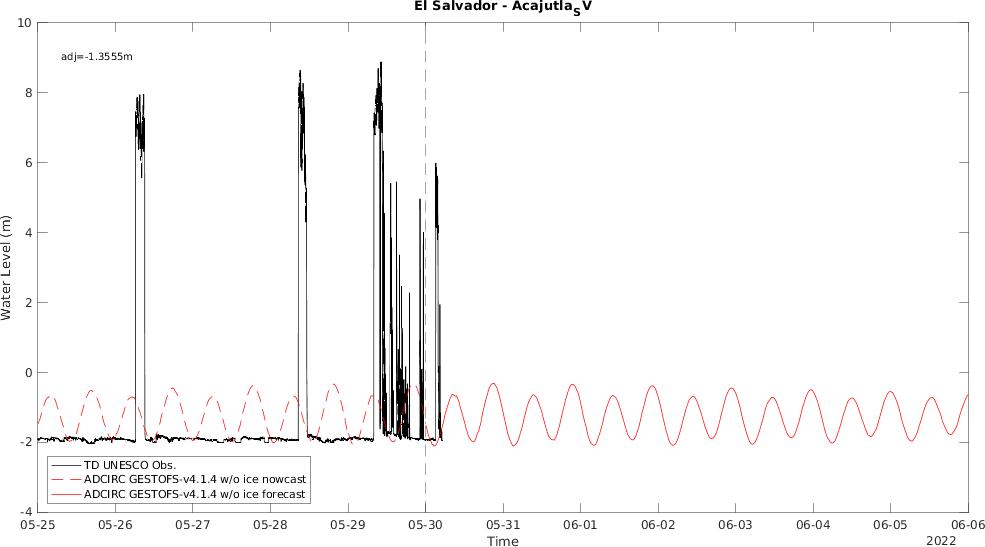 El Salvador - Acajutla_SV
adj=-1.3555m
Water Level (m)
10
8
6
4
2
0
-2
-4
TD UNESCO Obs.
ADCIRC GESTOFS-v4.1.4 w/o ice nowcast
ADCIRC GESTOFS-v4.1.4 w/o ice forecast
05-25 05-26 05-27 05-28 05-29 05-30 05-31 06-01 06-02 06-03 06-04 06-05 06-06
Time
2022